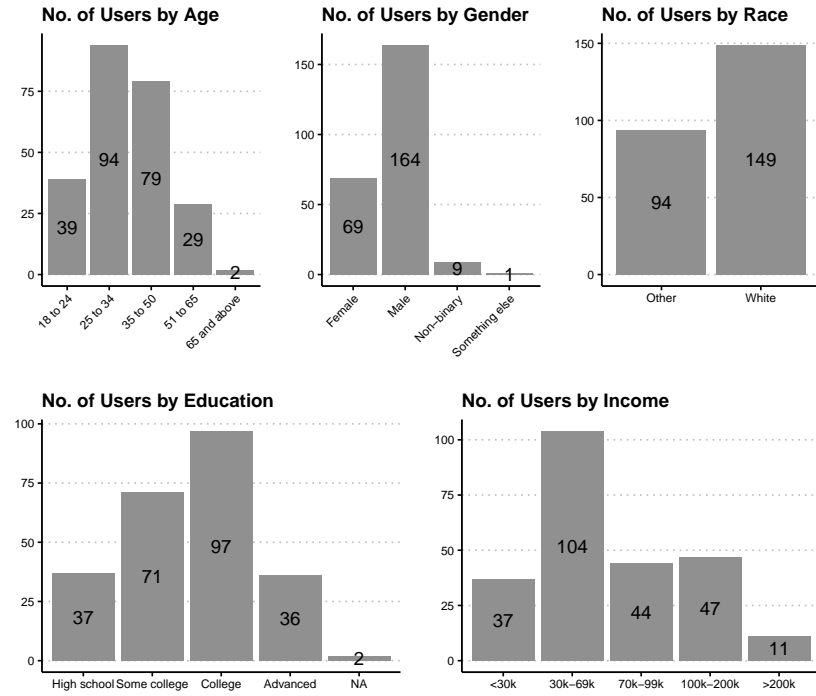 No. of Users by Age
75
50
25
0
39
94
79
29
2
18 to 24
25 to 34
35 to 50
51 to 65
65 and above
No. of Users by Gender
150
100
50
0
69
164
9
1
Female
Male
Non−binary
Something else
No. of Users by Race
150
100
50
0
94
149
Other
White
No. of Users by Education
100
75
50
25
0
37
71
97
36
2
High school
Some college
College
Advanced
NA
No. of Users by Income
100
75
50
25
0
37
104
44
47
11
<30k
30k−69k
70k−99k
100k−200k
>200k